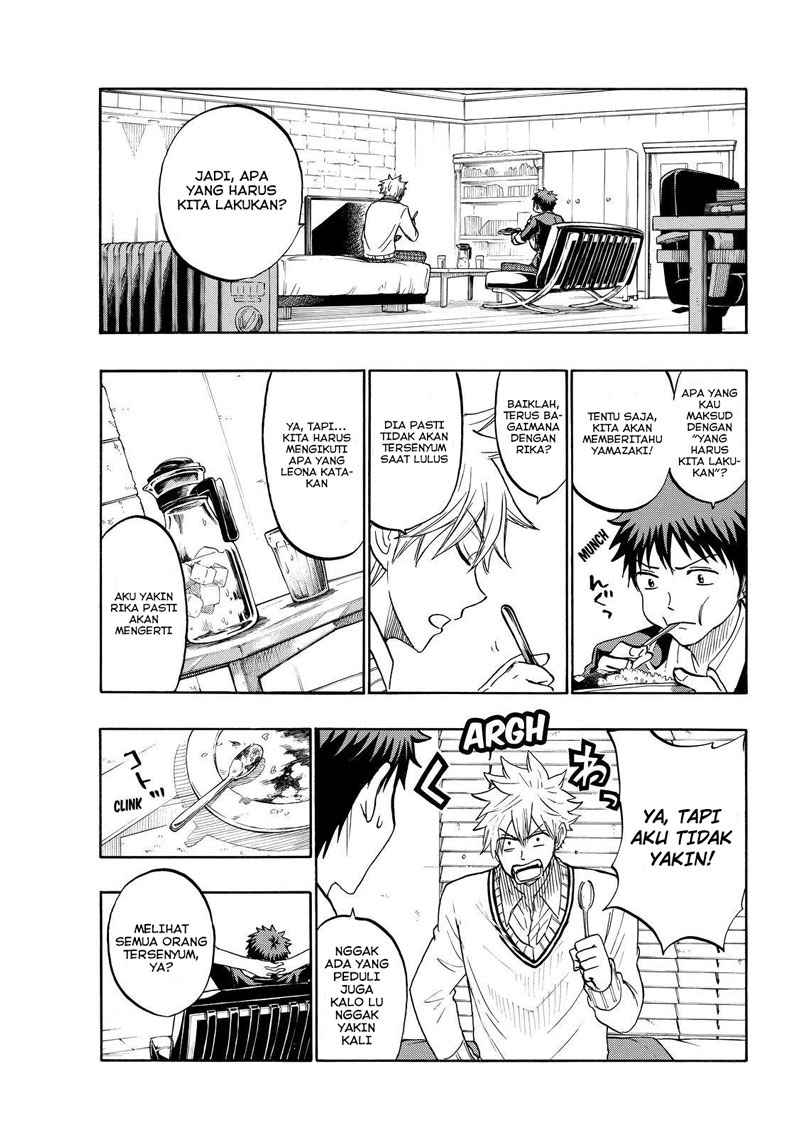 JADI, APA
YANG HARUS
KITA LAKUKAN?
APA YANG
KAU
MAKSUD
DENGAN
"YANG
HARUS
KITA LAKU-
KAN"?
TENTU SAJA,
KITA AKAN
MEMBERITAHU
YAMAZAKI!
MUNCH
んぐっ
BAIKLAH,
TERUS BA-
GAIMANA
DENGAN
RIKA?
DIA PASTI
TIDAK AKAN
TERSENYUM
SAAT LULUS
YA, TAPI...
KITA HARUS
MENGIKUTI
APA YANG
LEONA KATA-
KAN
AKU YAKIN
RIKA PASTI
AKAN
MENGERTI
YA, TAPI
AKU TIDAK
YAKIN!
ARGH
わっ
く
NGGAK
ADA YANG
PEDULI
JUGA
KALO LU
NGGAK
YAKIN
KALI
コトッ
CLINK
MELIHAT
SEMUA ORANG
TERSENYUM,
YA?